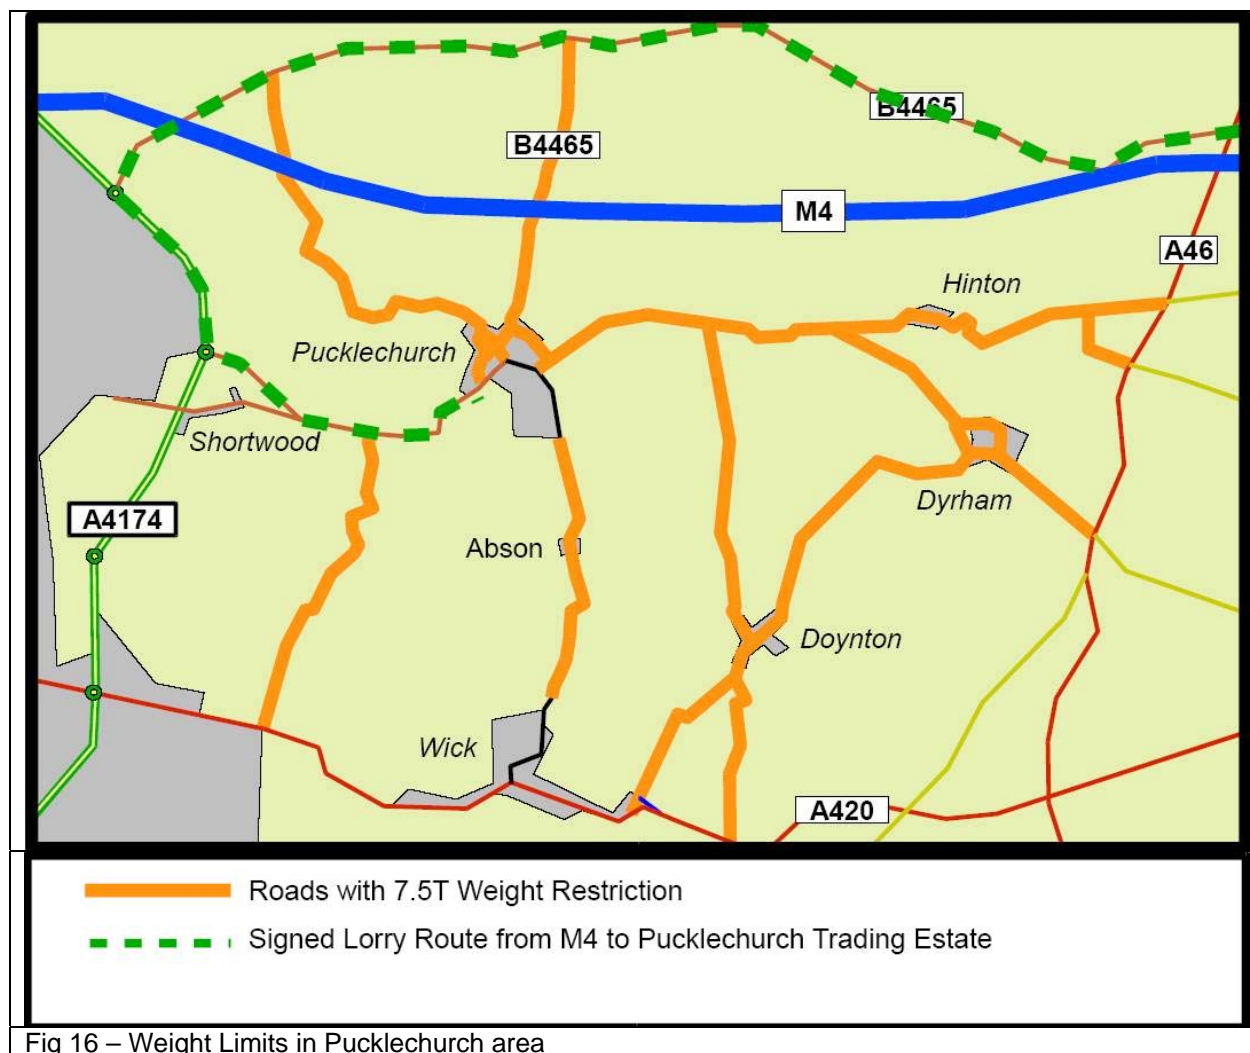 B4465
B4465
M4
A46
Hinton
Pucklechurch
Shortwood
Dyrham
A4174
Abson
Doynton
Wick
A420
Roads with 7.5T Weight Restriction
Signed Lorry Route from M4 to Pucklechurch Trading Estate
Fig 16 – Weight Limits in Pucklechurch area